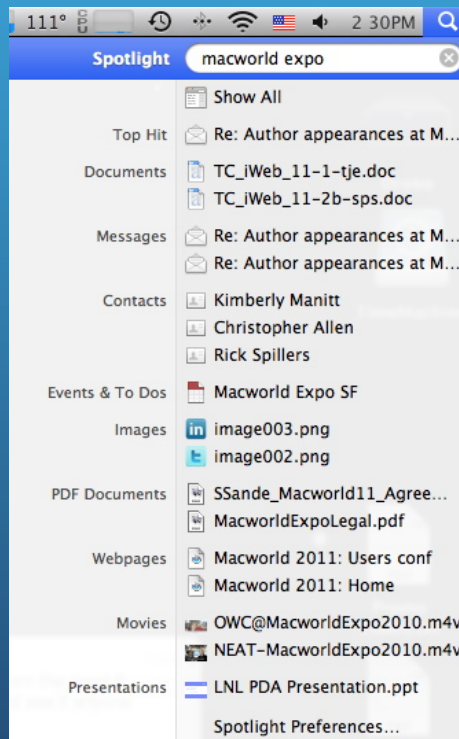 111° CPU 2 30PM
Spotlight macworld expo
Show All
Top Hit Re: Author appearances at M...
Documents TC_iWeb_11-1-tje.doc
TC_iWeb_11-2b-sps.doc
Messages Re: Author appearances at M...
Re: Author appearances at M...
Contacts Kimberly Manitt
Christopher Allen
Rick Spillers
Events & To Dos Macworld Expo SF
Images in image003.png
t image002.png
PDF Documents SSande_Macworld11_Agree...
MacworldExpoLegal.pdf
Webpages Macworld 2011: Users conf
Macworld 2011: Home
Movies OWC@MacworldExpo2010.m4v
NEAT-MacworldExpo2010.m4v
Presentations LNL PDA Presentation.ppt
Spotlight Preferences...